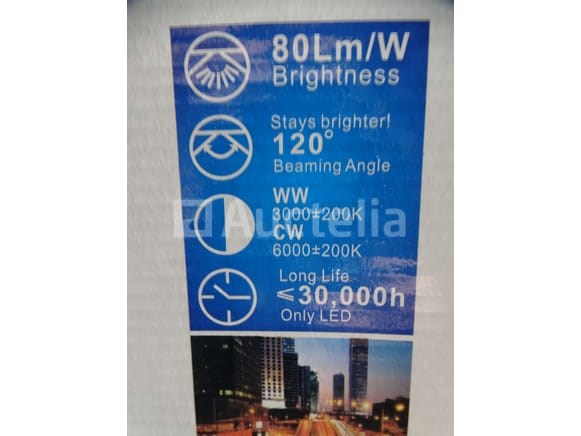 80Lm/W
Brightness
Stays brighter!
120°
Beaming Angle
WW
3000±200K
Auctelia
CW
6000±200K
Long Life
≤30,000h
Only LED